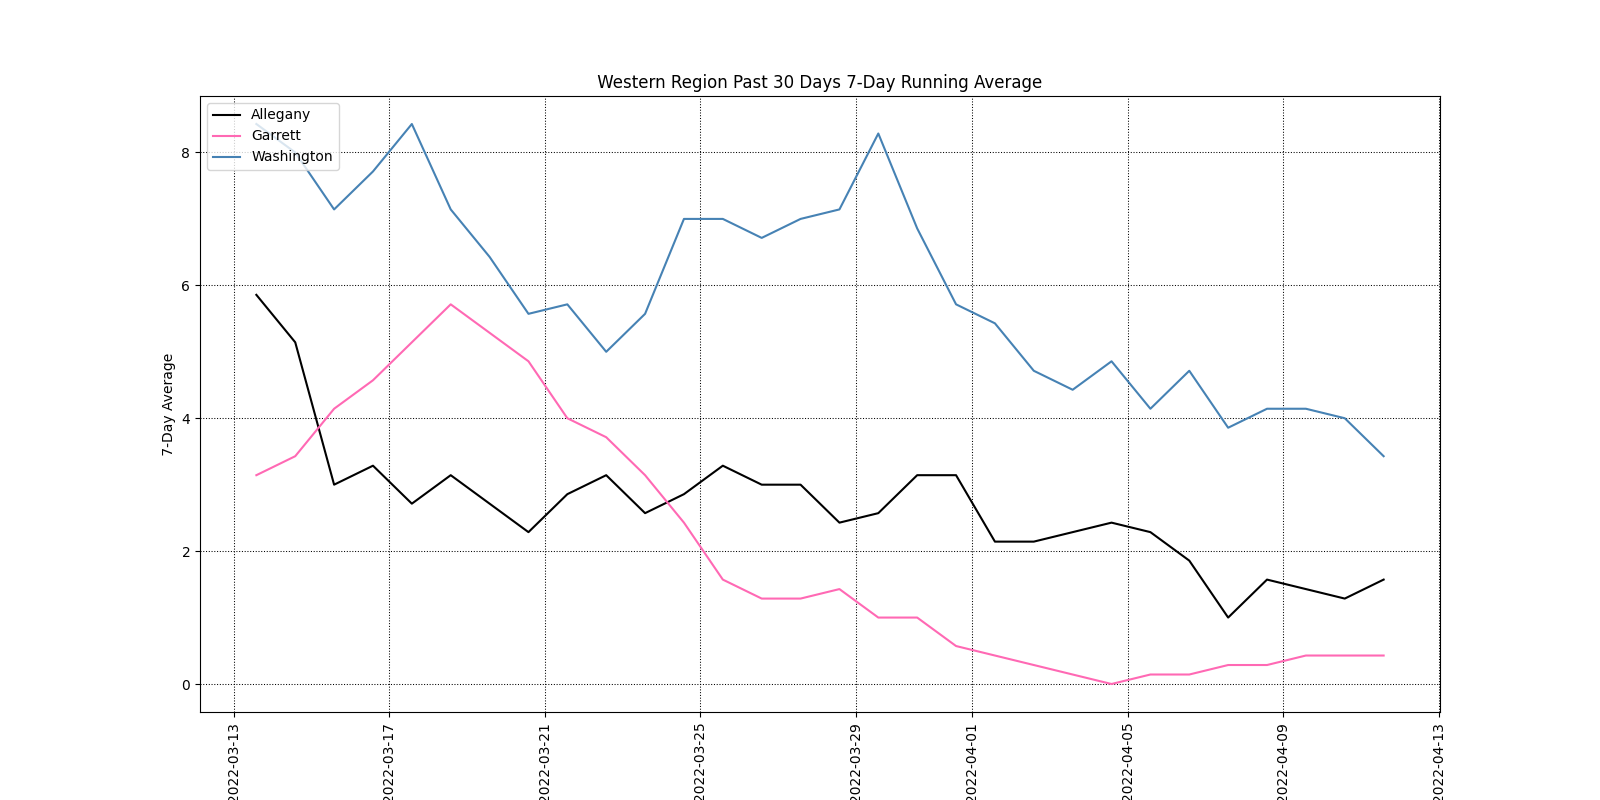 Western Region Past 30 Days 7-Day Running Average
Allegany
Garrett
Washington
7-Day Average
8
6
4
2
0
2022-03-13
2022-03-17
2022-03-21
2022-03-25
2022-03-29
2022-04-01
2022-04-05
2022-04-09
2022-04-13